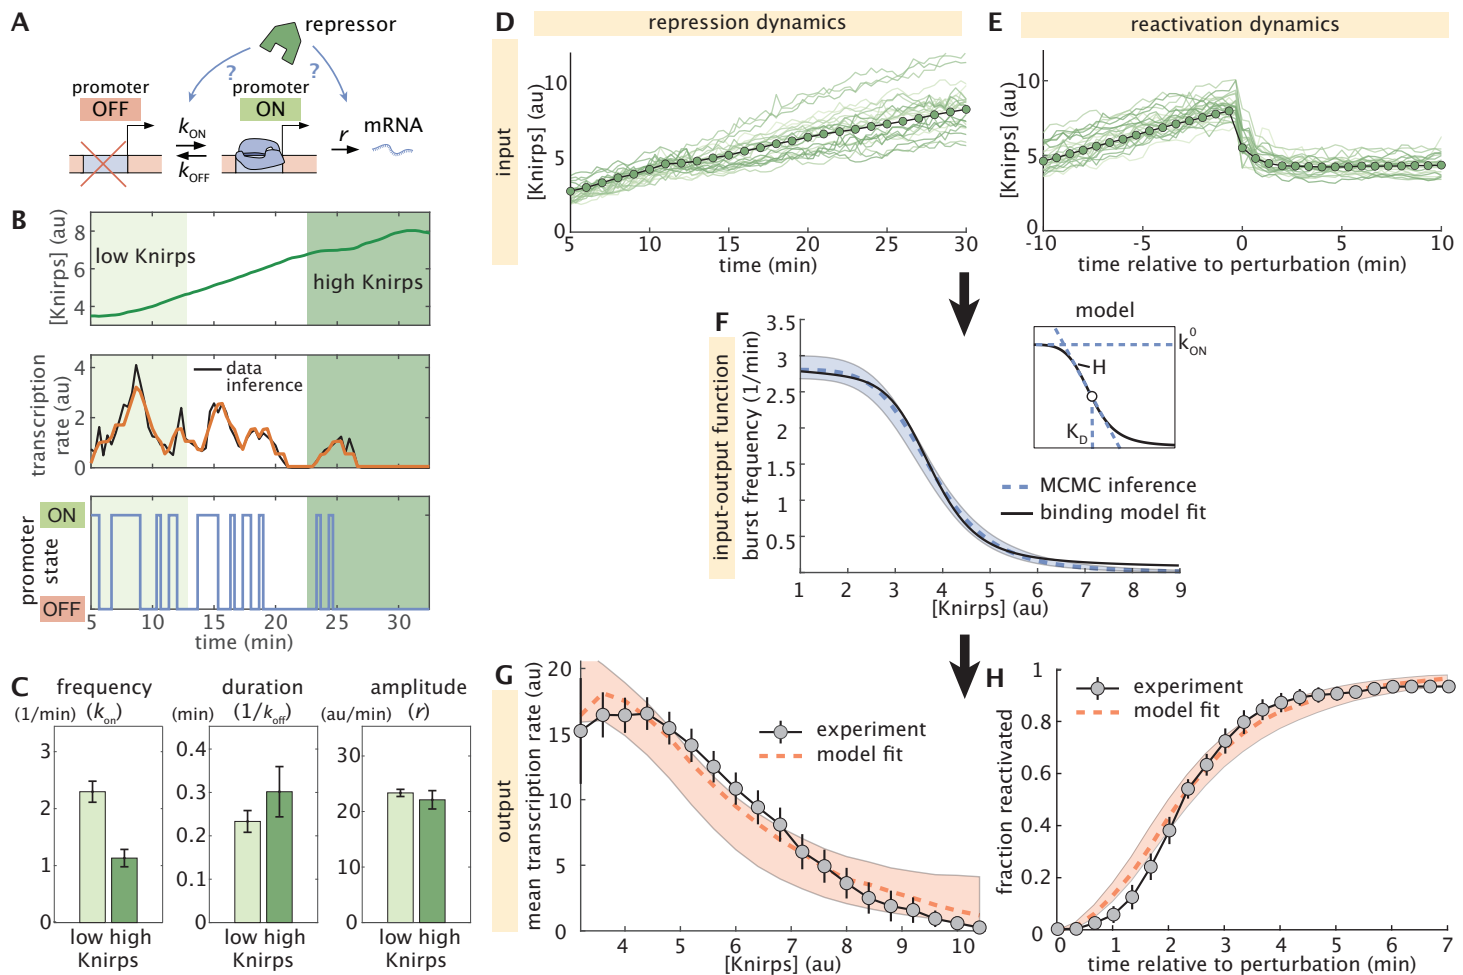 A
repressor
?
?
promoter
OFF
promoter
ON
kON
kOFF
r
mRNA
B
[Knirps] (au)
8
6
4
low Knirps
high Knirps
transcription
rate (au)
4
2
0
data
inference
promoter
state
ON
OFF
5
10
15
20
25
30
time (min)
C
frequency
(1/min) (kon)
3
2
1
0
low high
Knirps
duration
(min) (1/koff)
0.4
0.3
0.2
0.1
0
low high
Knirps
amplitude
(au/min) (r)
33
22
11
0
low high
Knirps
D
repression dynamics
input
[Knirps] (au)
10
5
0
5
10
15
20
25
30
time (min)
E
reactivation dynamics
[Knirps] (au)
10
5
0
-10
-5
0
5
10
time relative to perturbation (min)
F
input-output function
burst frequency (1/min)
3.5
3
2.5
2
1.5
1
0.5
1
2
3
4
5
6
7
8
9
[Knirps] (au)
model
k0ON
H
KD
MCMC inference
binding model fit
G
output
mean transcription rate (au)
20
15
10
5
0
4
5
6
7
8
9
10
[Knirps] (au)
experiment
model fit
H
fraction reactivated
1
0.8
0.6
0.4
0.2
0
0
1
2
3
4
5
6
7
time relative to perturbation (min)
experiment
model fit